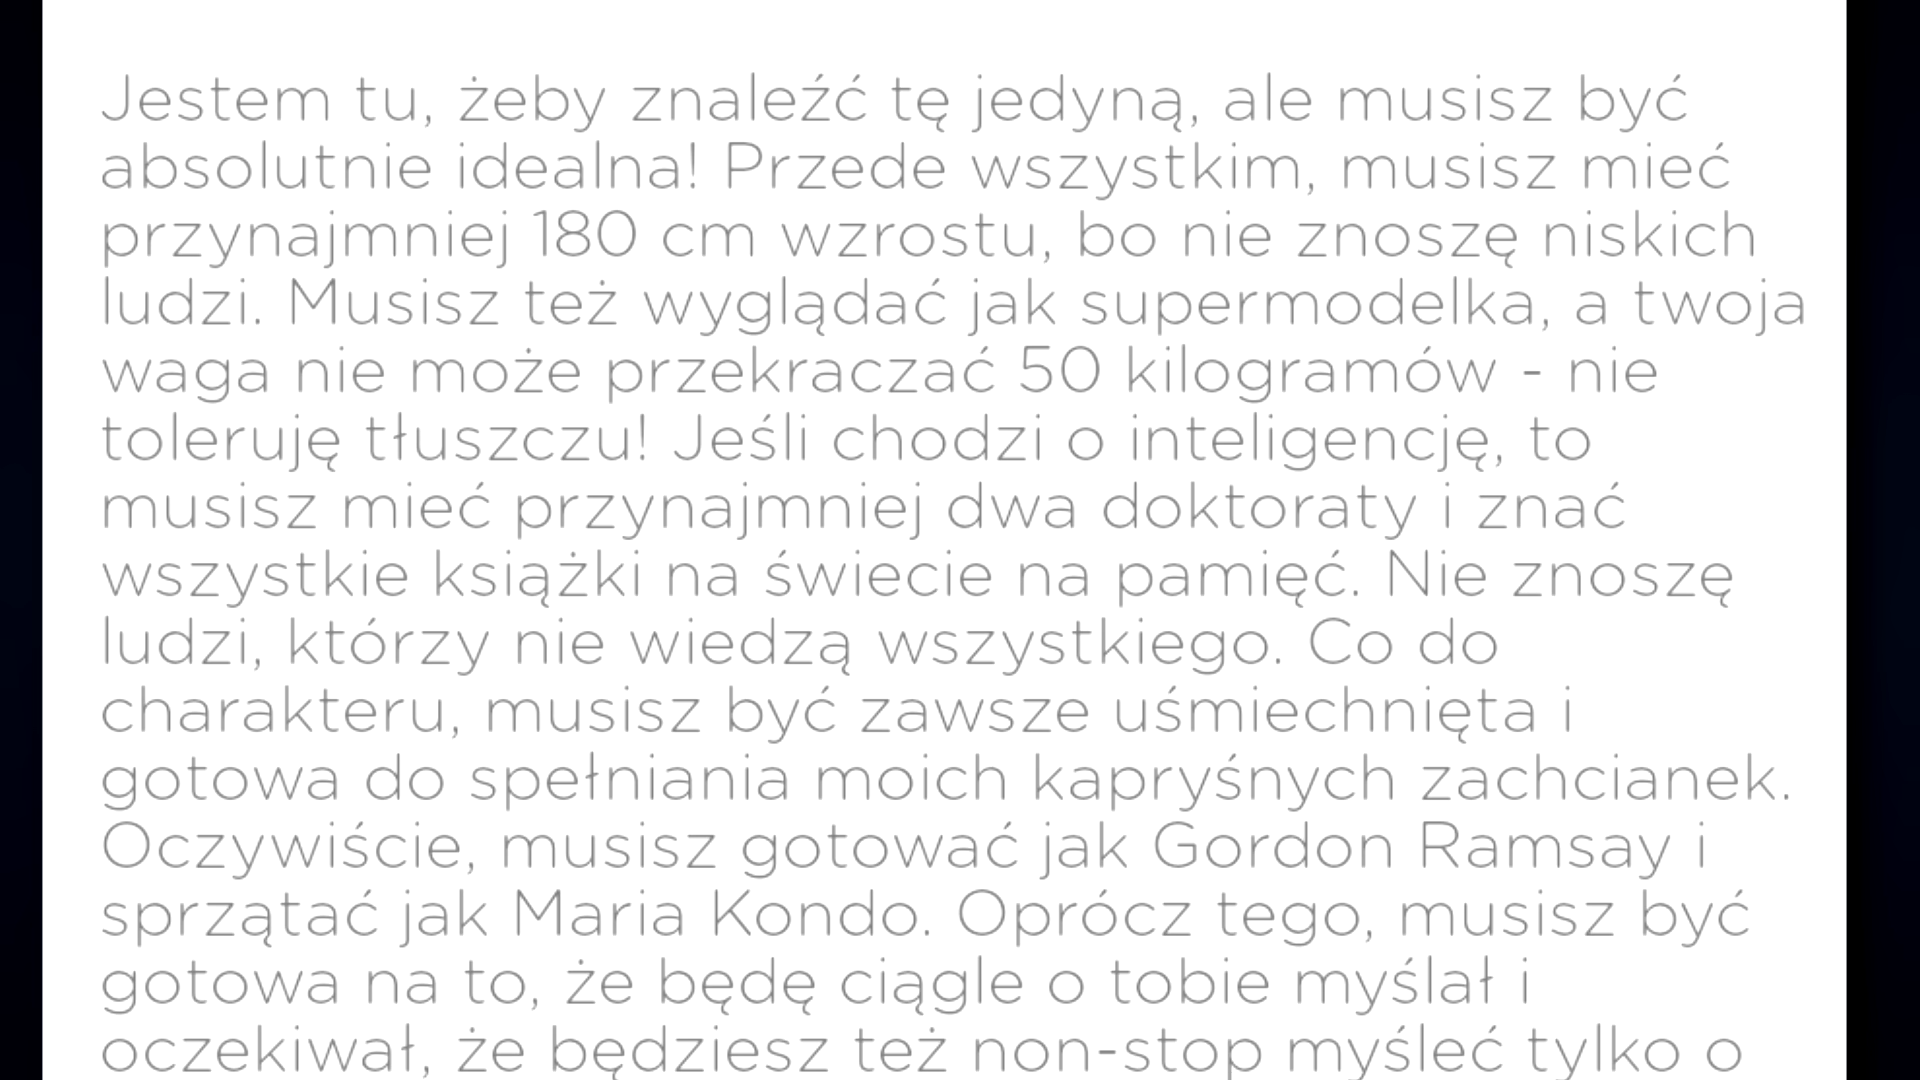 Jestem tu, żeby znaleźć tę jedyną, ale musisz być
absolutnie idealna! Przede wszystkim, musisz mieć
przynajmniej 180 cm wzrostu, bo nie znoszę niskich
ludzi. Musisz też wyglądać jak supermodelka, a twoja
waga nie może przekraczać 50 kilogramów - nie
toleruję tłuszczu! Jeśli chodzi o inteligencję, to
musisz mieć przynajmniej dwa doktoraty i znać
wszystkie książki na świecie na pamięć. Nie znoszę
ludzi, którzy nie wiedzą wszystkiego. Co do
charakteru, musisz być zawsze uśmiechnięta i
gotowa do spełniania moich kapryśnych zachcianek.
Oczywiście, musisz gotować jak Gordon Ramsay i
sprzątać jak Maria Kondo. Oprócz tego, musisz być
gotowa na to, że będę ciągle o tobie myślał i
oczekiwał, że będziesz też non-stop myśleć tylko o